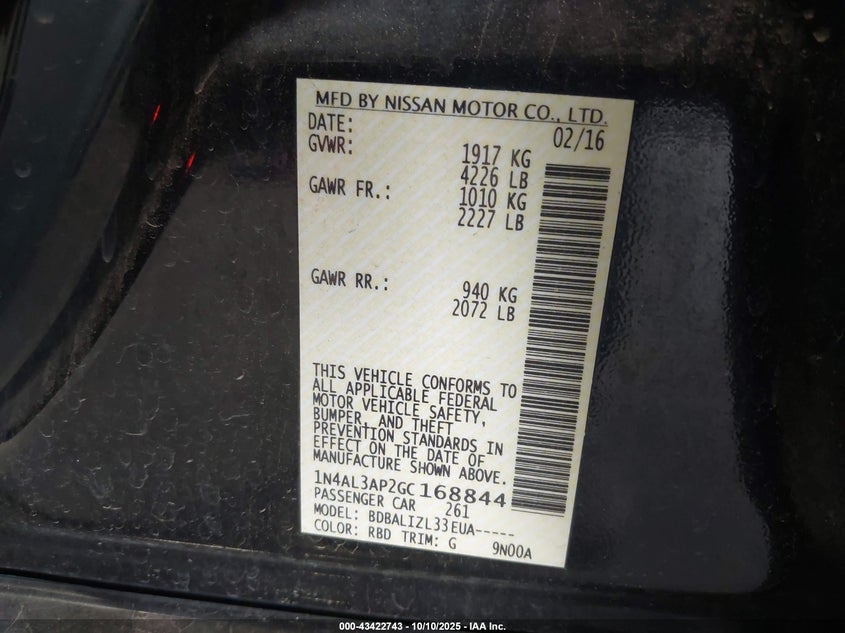 MFD BY NISSAN MOTOR CO., LTD.
DATE: 02/16
GVWR: 1917 KG
4226 LB
GAWR FR.: 1010 KG
2227 LB
GAWR RR.: 940 KG
2072 LB
THIS VEHICLE CONFORMS TO
ALL APPLICABLE FEDERAL
MOTOR VEHICLE SAFETY,
BUMPER, AND THEFT
PREVENTION STANDARDS IN
EFFECT ON THE DATE OF
MANUFACTURE SHOWN ABOVE.
1N4AL3AP2GC168844
PASSENGER CAR 261
MODEL: BDBALIZL33EUA-----
COLOR: RBD TRIM: G 9N00A
000-43422743 - 10/10/2025 - IAA Inc.